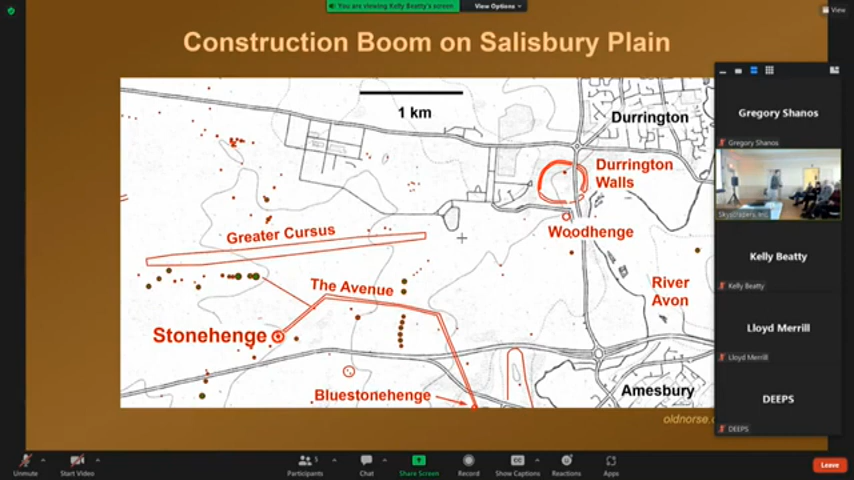 You are viewing Kelly Beatty's screen
View Options
View
Construction Boom on Salisbury Plain
1 km
Durrington
Durrington
Walls
Woodhenge
Greater Cursus
The Avenue
River
Avon
Stonehenge
Bluestonehenge
Amesbury
oldnorse.
Gregory Shanos
Gregory Shanos
Skyscrapers, Inc.
Kelly Beatty
Kelly Beatty
Lloyd Merrill
Lloyd Merrill
DEEPS
DEEPS
Unmute
Start Video
Participants
5
Chat
Share Screen
Record
Show Captions
Reactions
Apps
Leave